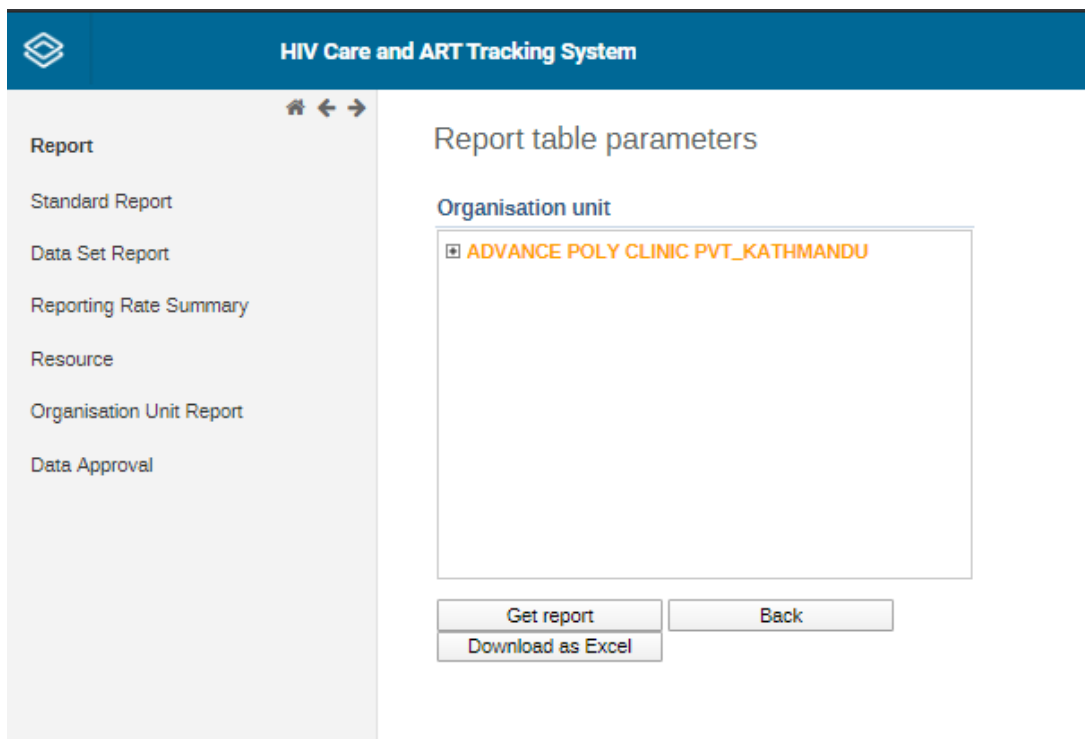 HIV Care and ART Tracking System
Report
Standard Report
Data Set Report
Reporting Rate Summary
Resource
Organisation Unit Report
Data Approval
Report table parameters
Organisation unit
ADVANCE POLY CLINIC PVT_KATHMANDU
Get report
Back
Download as Excel